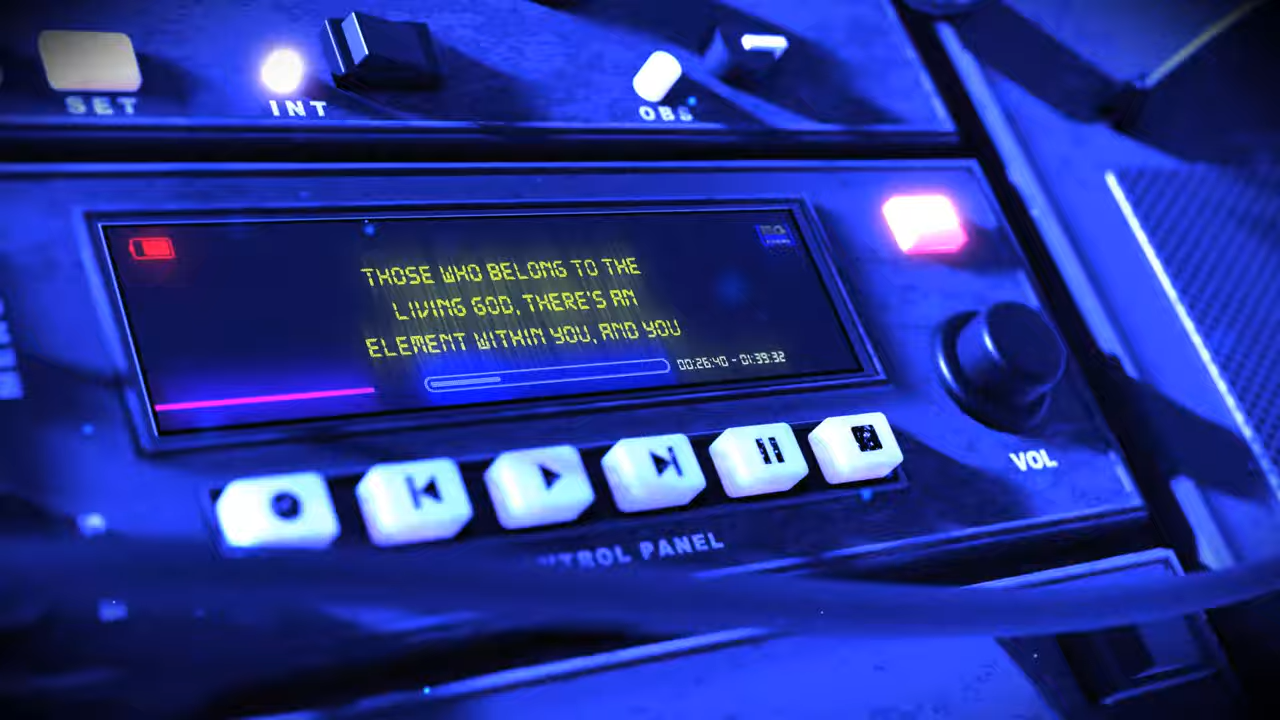 SET
INT
OBS
THOSE WHO BELONG TO THE
LIVING GOD, THERE'S AN
ELEMENT WITHIN YOU, AND YOU
00:26:40 - 01:39:32
VOL
PANEL